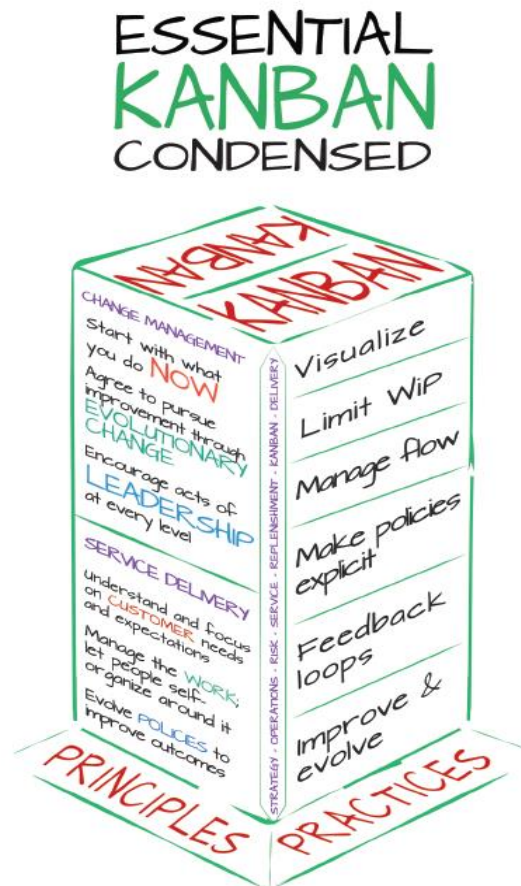 ESSENTIAL
KANBAN
CONDENSED
KANBAN
KANBAN
CHANGE MANAGEMENT
Start with what
you do NOW
Agree to pursue
improvement through
EVOLUTIONARY
CHANGE
Encourage acts of
LEADERSHIP
at every level
SERVICE DELIVERY
Understand and focus
on CUSTOMER needs
and expectations
Manage the WORK;
let people self-
organize around it
Evolve POLICIES to
improve outcomes
STRATEGY - OPERATIONS - RISK - SERVICE - REPLENISHMENT - KANBAN - DELIVERY
Visualize
Limit WiP
Manage flow
Make policies
explicit
Feedback
loops
Improve &
evolve
PRINCIPLES
PRACTICES